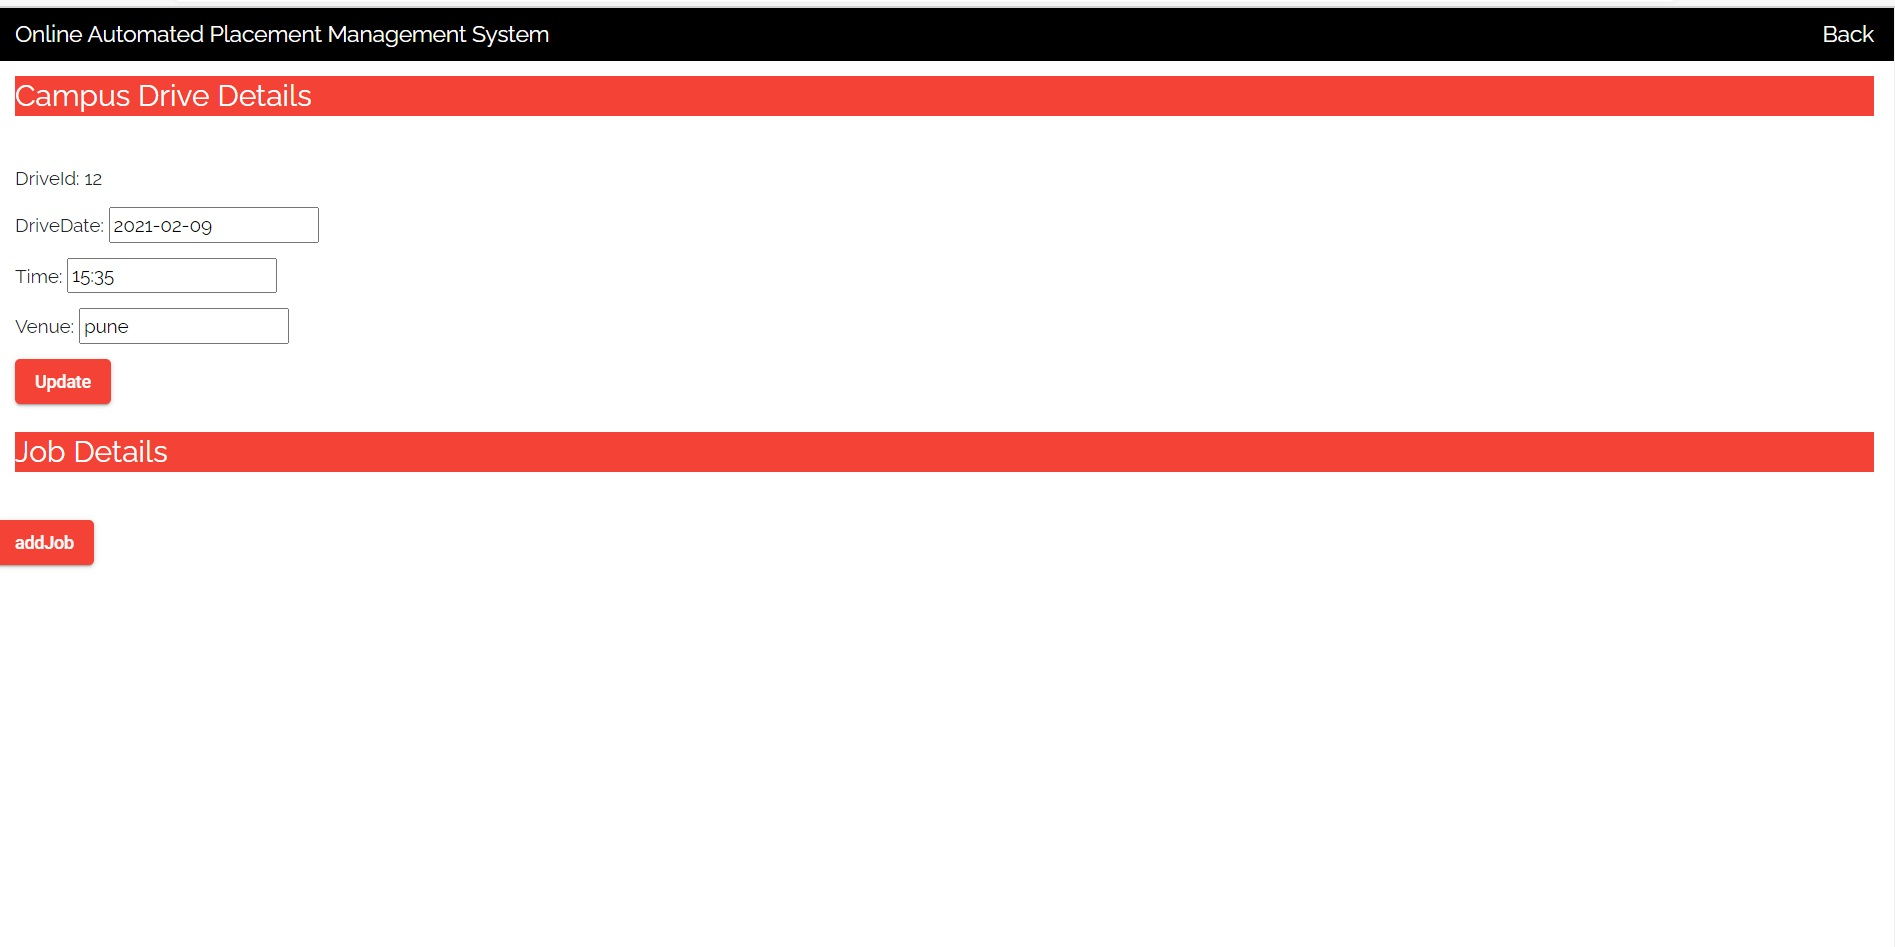 Online Automated Placement Management System Back
Campus Drive Details
DriveId: 12
DriveDate: 2021-02-09
Time: 15:35
Venue: pune
Update
Job Details
addJob